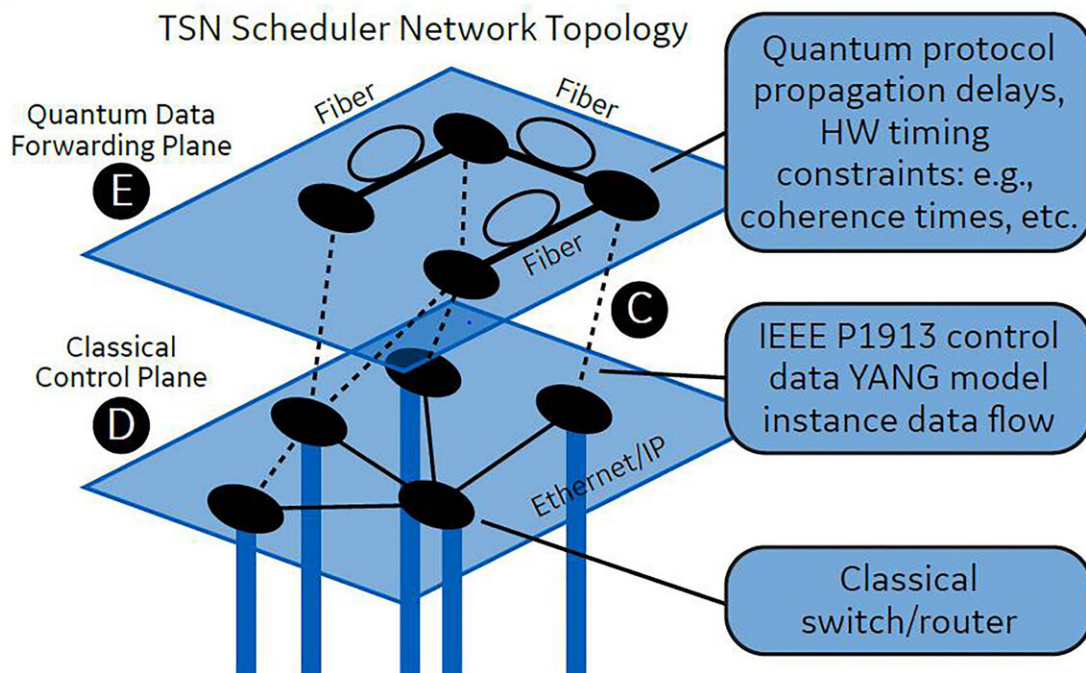 TSN Scheduler Network Topology
Quantum Data
Forwarding Plane
E
Fiber
Fiber
Fiber
Quantum protocol
propagation delays,
HW timing
constraints: e.g.,
coherence times, etc.
C
Classical
Control Plane
D
Ethernet/IP
IEEE P1913 control
data YANG model
instance data flow
Classical
switch/router